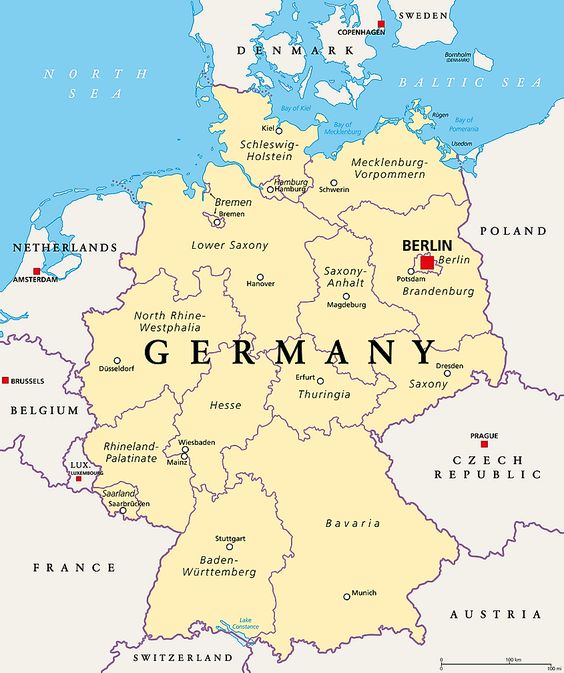 SWEDEN
COPENHAGEN
DENMARK
Bornholm
(DENMARK)
NORTH
SEA
BALTIC SEA
Bay of Kiel
Rügen
Kiel
Bay of
Mecklenburg
Bay of
Pomerania
Schleswig-
Holstein
Usedom
Mecklenburg-
Vorpommern
Hamburg
Hamburg
Schwerin
Bremen
Bremen
POLAND
NETHERLANDS
Lower Saxony
BERLIN
Berlin
AMSTERDAM
Hanover
Saxony-
Anhalt
Potsdam
Brandenburg
Magdeburg
North Rhine-
Westphalia
GERMANY
Düsseldorf
Erfurt
Dresden
BRUSSELS
Thuringia
Saxony
BELGIUM
Hesse
PRAGUE
Rhineland-
Palatinate
Wiesbaden
Mainz
CZECH
REPUBLIC
LUX.
LUXEMBOURG
Saarland
Saarbrücken
Bavaria
Stuttgart
Baden-
Württemberg
FRANCE
Munich
AUSTRIA
Lake
Constance
SWITZERLAND
0
100 km
0
100 mi